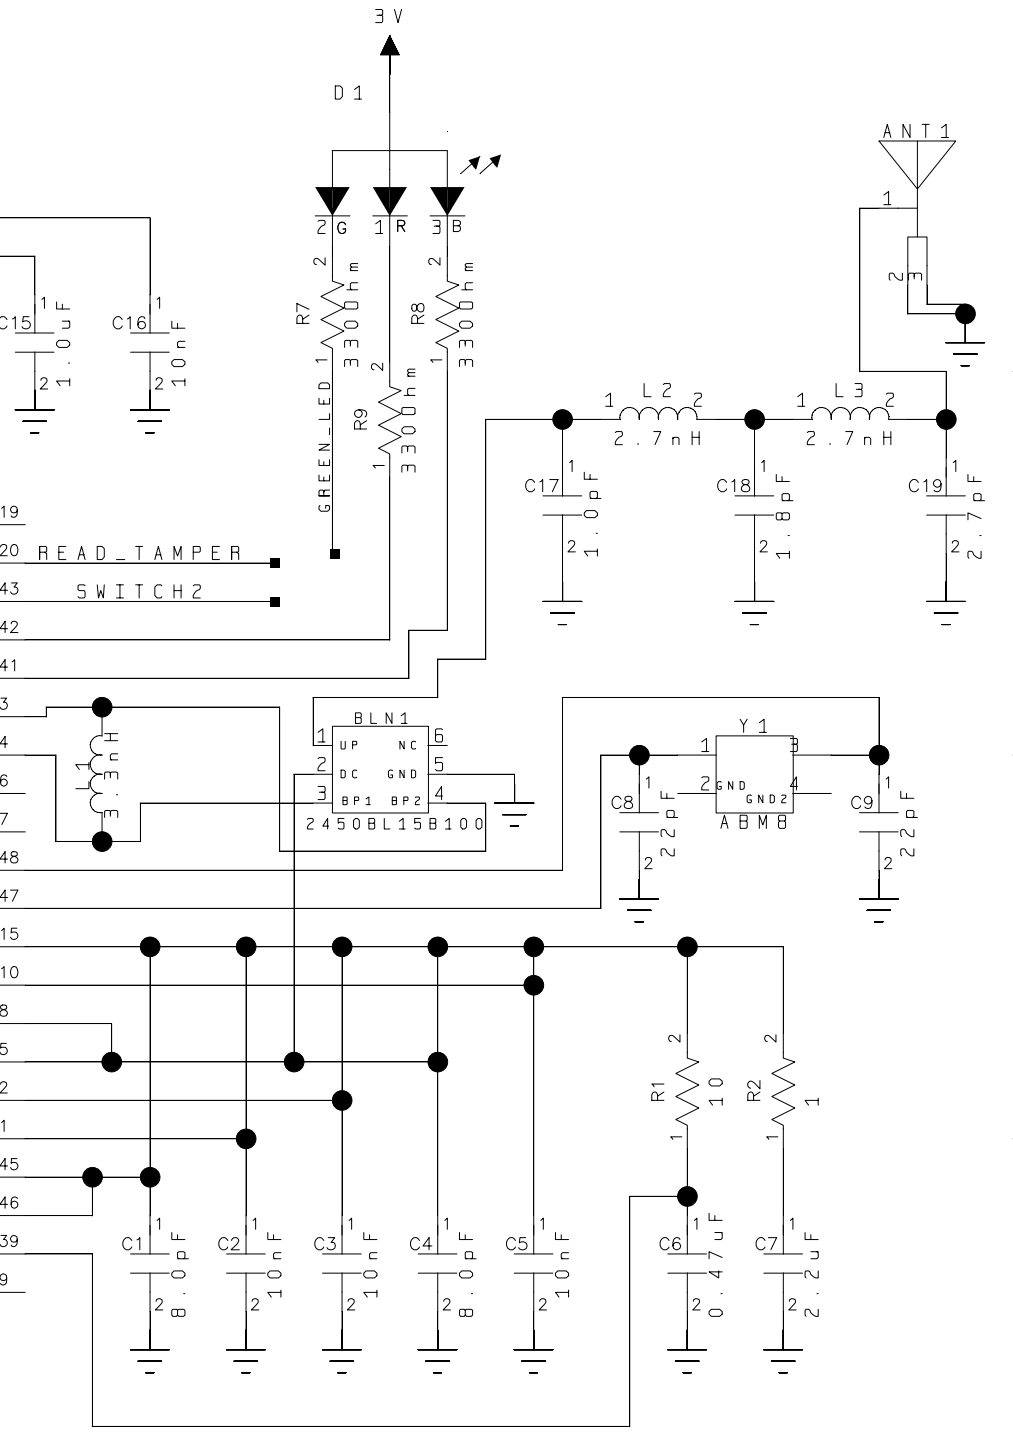 3V
D1
ANT1
1
2 G
1 R
3 B
2
3
2
R7
330Ohm
1
2
R8
330Ohm
1
GREEN_LED
2
R9
330Ohm
1
1
C15
1.0uF
2
1
C16
10nF
2
1
L2
2
2.7nH
1
L3
2
2.7nH
1
C17
1.0pF
2
1
C18
1.8pF
2
1
C19
2.7pF
2
19
20 READ_TAMPER
43 SWITCH2
42
41
3
4
6
7
48
47
L1
3.3nH
BLN1
1 UP NC 6
2 DC GND 5
3 BP1 BP2 4
2450BL15B100
Y1
1 3
2 GND 4
GND2
ABM8
1
C8
22pF
2
1
C9
22pF
2
15
10
8
5
2
1
45
46
39
9
2
R1
10
1
2
R2
1
1
1
C1
8.0pF
2
1
C2
10nF
2
1
C3
10nF
2
1
C4
8.0pF
2
1
C5
10nF
2
1
C6
0.47uF
2
1
C7
2.2uF
2